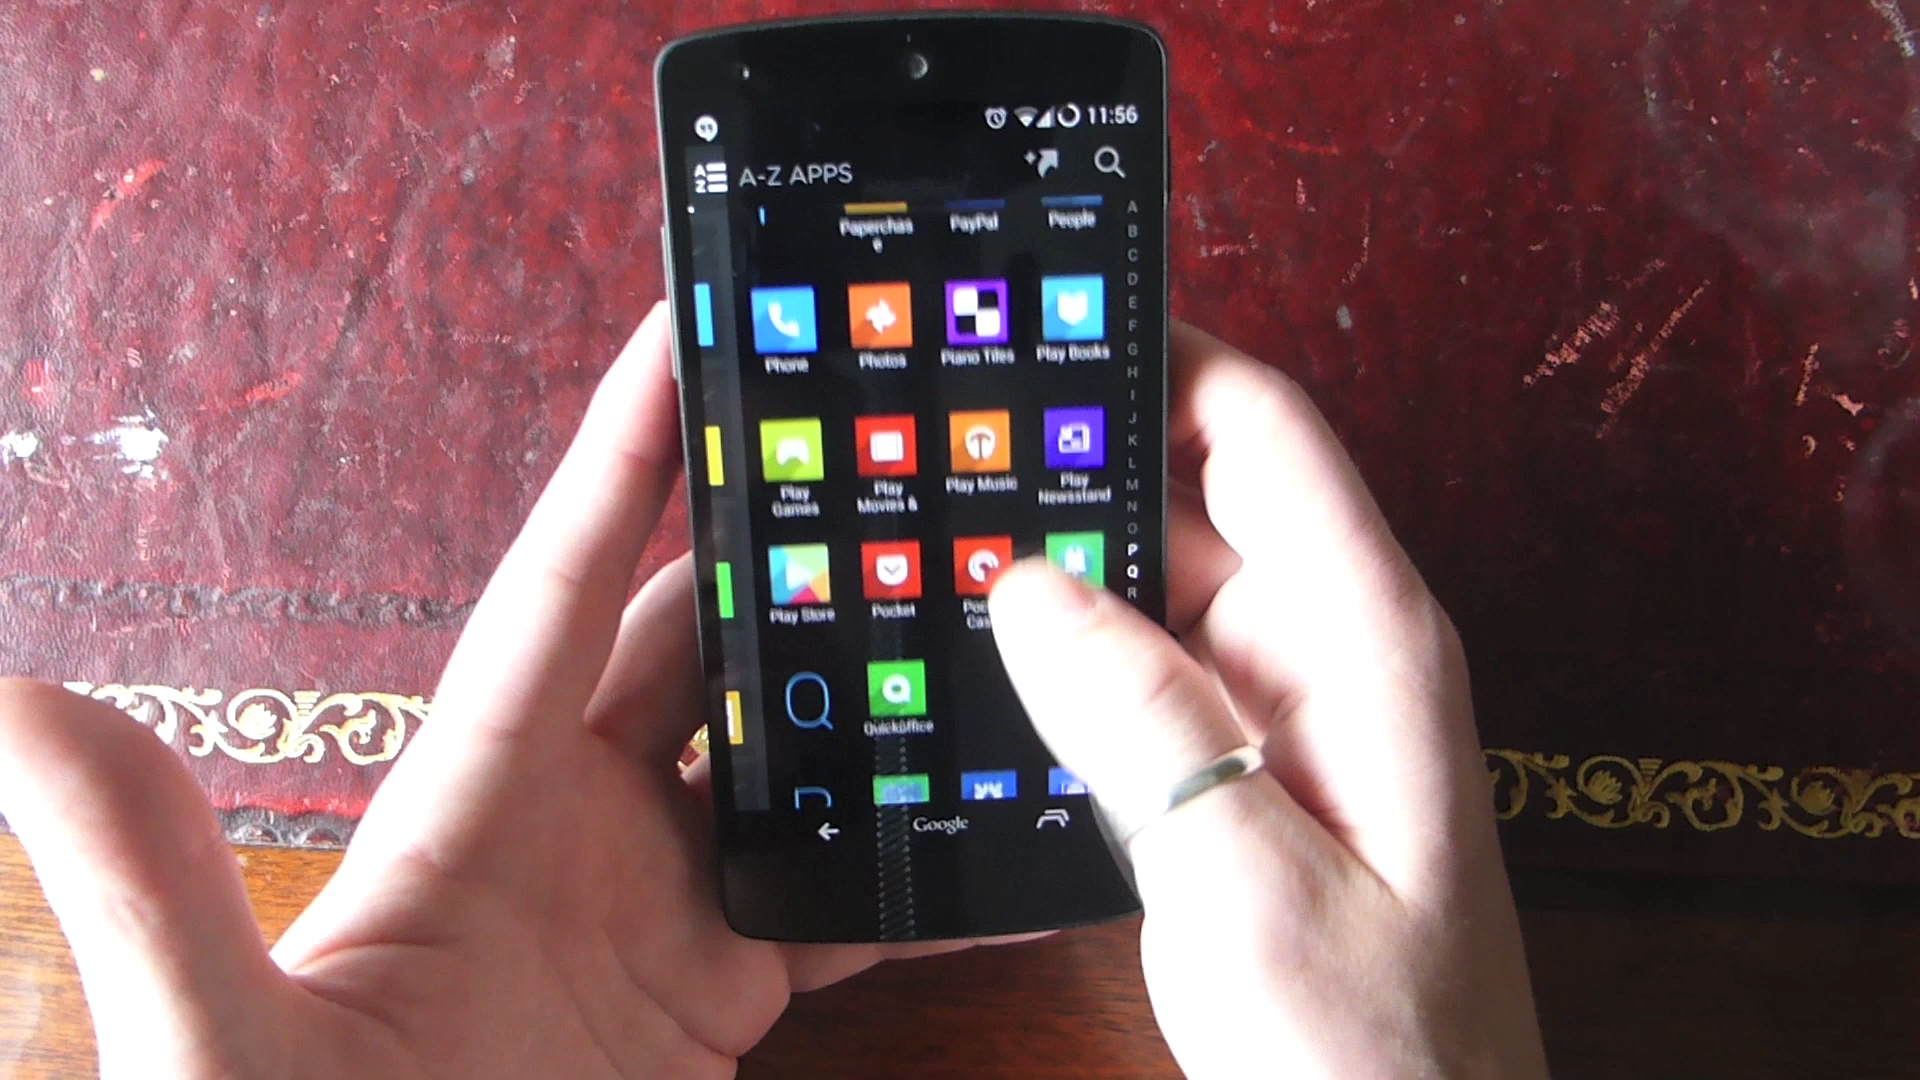 11:56
A-Z APPS
Paperchas
e
PayPal
People
Phone
Photos
Piano Tiles
Play Books
Play
Games
Play
Movies &
Play Music
Play
Newsstand
Play Store
Pocket
Q
Quickoffice
Google
A
B
C
D
E
F
G
H
I
J
K
L
M
N
O
P
Q
R